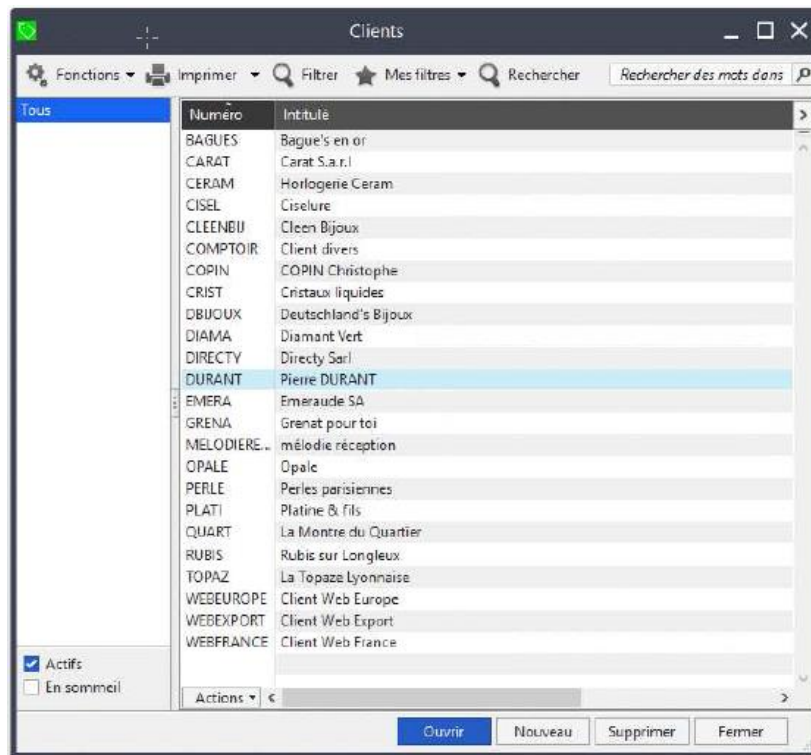 Clients
Fonctions Imprimer Filtrer Mes filtres Rechercher Rechercher des mots dans
Tous
Numéro Intitulé
BAGUES Bague's en or
CARAT Carat S.a.r.l
CERAM Horlogerie Ceram
CISEL Ciselure
CLEENBIJ Cleen Bijoux
COMPTOIR Client divers
COPIN COPIN Christophe
CRIST Cristaux liquides
DBIJOUX Deutschland's Bijoux
DIAMA Diamant Vert
DIRECTY Directy Sarl
DURANT Pierre DURANT
EMERA Emeraude SA
GRENA Grenat pour toi
MELODIERE... mélodie réception
OPALE Opale
PERLE Perles parisiennes
PLATI Platine & fils
QUART La Montre du Quartier
RUBIS Rubis sur Longleux
TOPAZ La Topaze Lyonnaise
WEBEUROPE Client Web Europe
WEBEXPORT Client Web Export
WEBFRANCE Client Web France
Actifs
En sommeil
Actions
Ouvrir Nouveau Supprimer Fermer